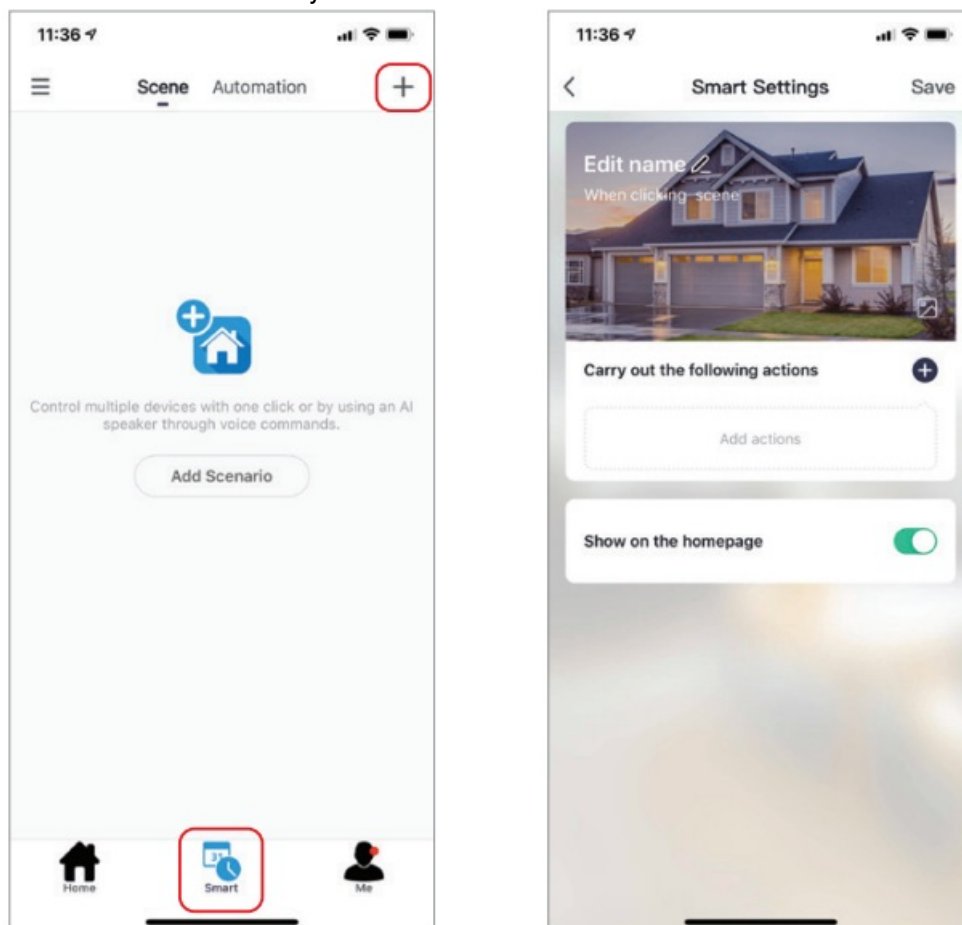 11:36
Scene Automation
Control multiple devices with one click or by using an AI
speaker through voice commands.
Add Scenario
31
Home Smart Me
11:36
Smart Settings Save
Edit name
When clicking scene
Carry out the following actions
Add actions
Show on the homepage